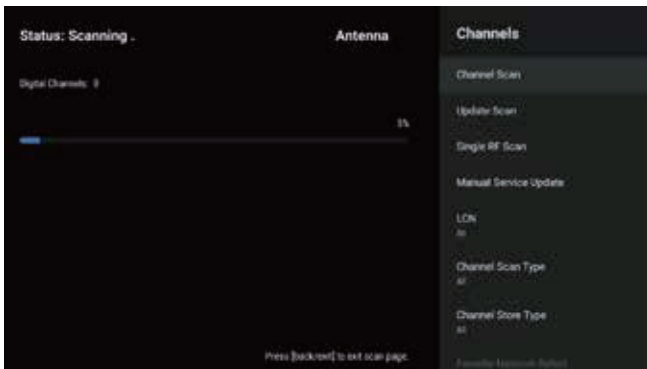 Status: Scanning .
Antenna
Digital Channels:
5%
Press [back/exit] to exit scan page.
Channels
Channel Scan
Update Scan
Single RF Scan
Manual Service Update
LCN
Channel Scan Type
All
Channel Store Type
All